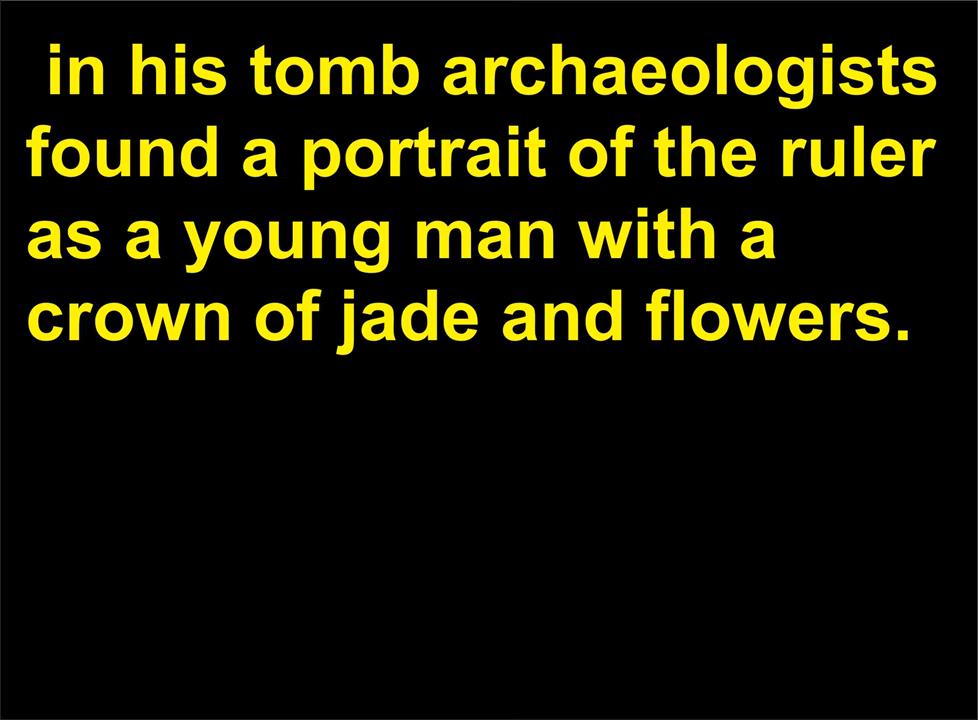 in his tomb archaeologists
found a portrait of the ruler
as a young man with a
crown of jade and flowers.